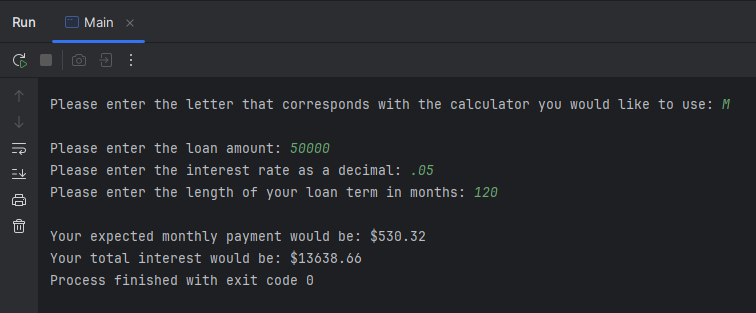 Run Main
Please enter the letter that corresponds with the calculator you would like to use: M
Please enter the loan amount: 50000
Please enter the interest rate as a decimal: .05
Please enter the length of your loan term in months: 120
Your expected monthly payment would be: $530.32
Your total interest would be: $13638.66
Process finished with exit code 0